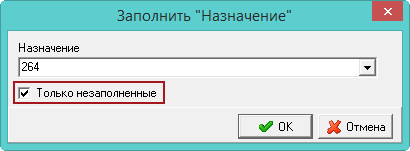 Заполнить "Назначение"
Назначение
264
Только незаполненные
OK
Отмена